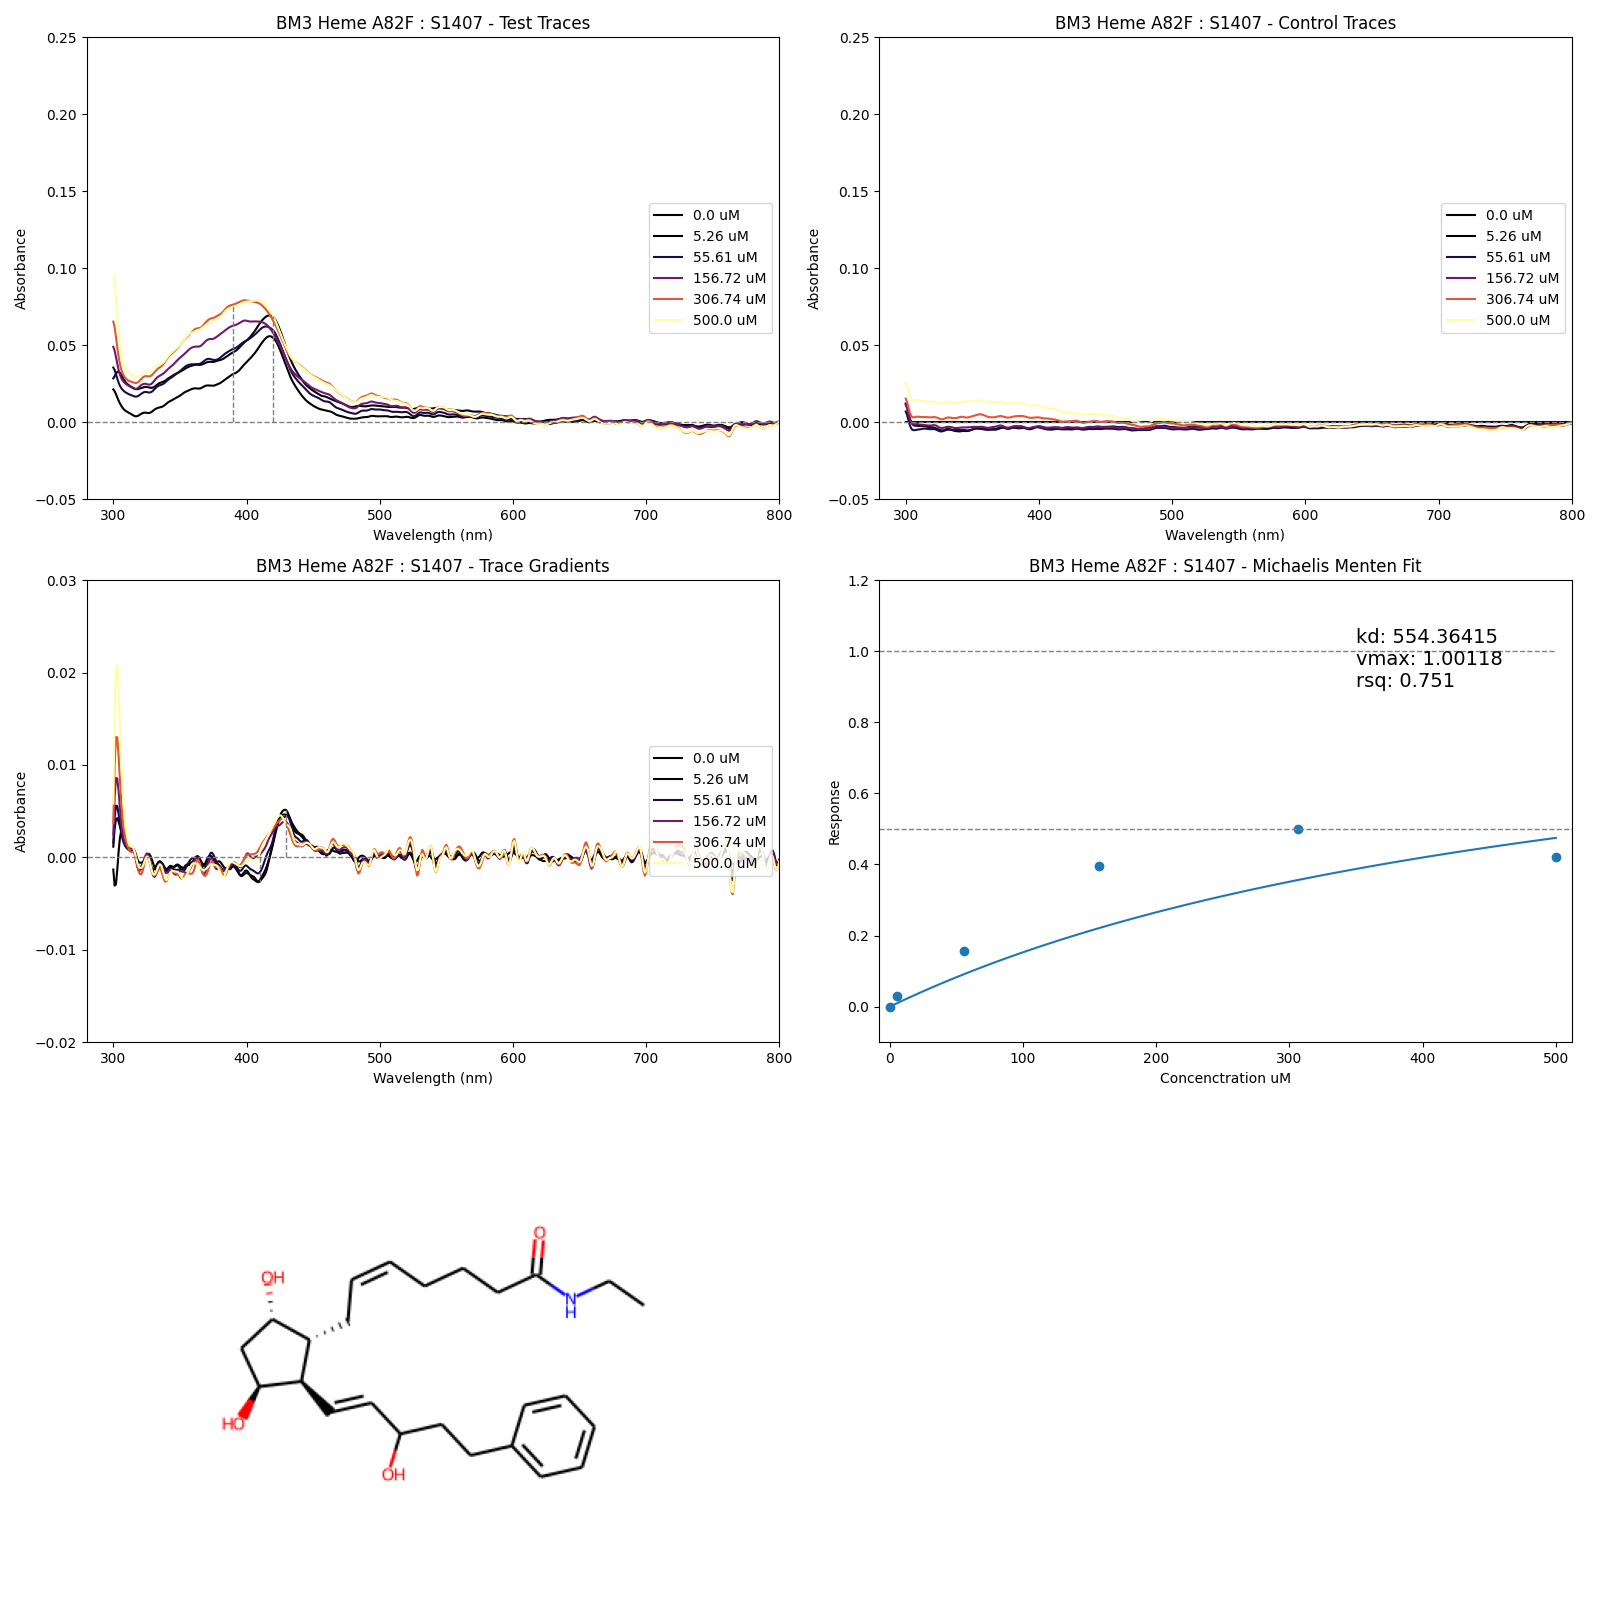 BM3 Heme A82F : S1407 - Test Traces
0.25
0.20
0.15
0.10
0.05
0.00
−0.05
Absorbance
300 400 500 600 700 800
Wavelength (nm)
0.0 uM
5.26 uM
55.61 uM
156.72 uM
306.74 uM
500.0 uM
BM3 Heme A82F : S1407 - Control Traces
0.25
0.20
0.15
0.10
0.05
0.00
−0.05
Absorbance
300 400 500 600 700 800
Wavelength (nm)
0.0 uM
5.26 uM
55.61 uM
156.72 uM
306.74 uM
500.0 uM
BM3 Heme A82F : S1407 - Trace Gradients
0.03
0.02
0.01
0.00
−0.01
−0.02
Absorbance
300 400 500 600 700 800
Wavelength (nm)
0.0 uM
5.26 uM
55.61 uM
156.72 uM
306.74 uM
500.0 uM
BM3 Heme A82F : S1407 - Michaelis Menten Fit
1.2
1.0
0.8
0.6
0.4
0.2
0.0
Response
0 100 200 300 400 500
Concenctration uM
kd: 554.36415
vmax: 1.00118
rsq: 0.751
O
OH
N
H
HO
OH